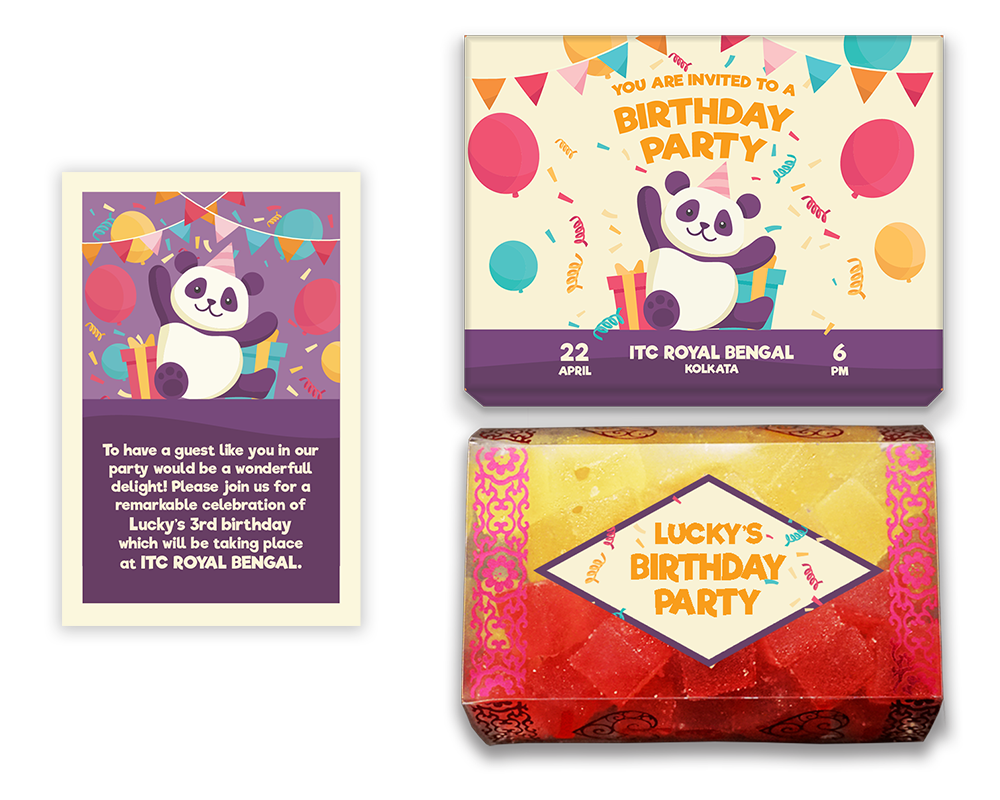 To have a guest like you in our
party would be a wonderfull
delight! Please join us for a
remarkable celebration of
Lucky's 3rd birthday
which will be taking place
at ITC ROYAL BENGAL.
YOU ARE INVITED TO A
BIRTHDAY
PARTY
22
APRIL
ITC ROYAL BENGAL
KOLKATA
6
PM
LUCKY'S
BIRTHDAY
PARTY